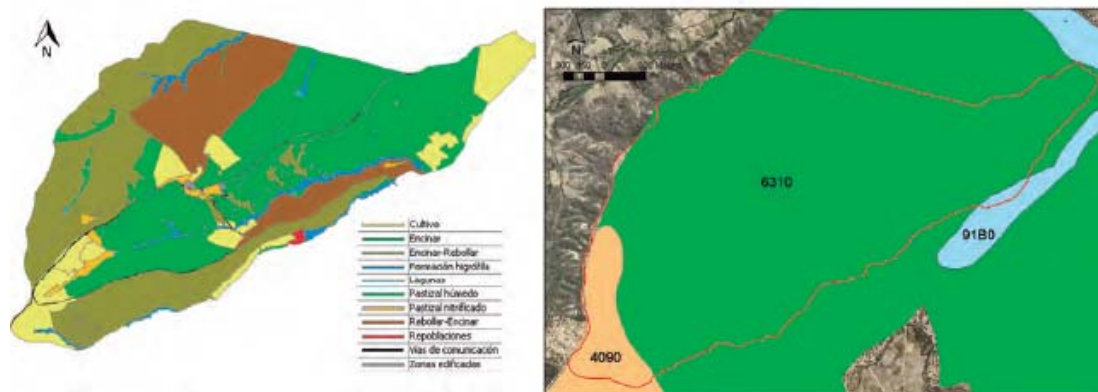 N
Cultivo
Encinar
Encinar-Rebollar
Formación higrófila
Lagunas
Pastizal húmedo
Pastizal nitrificado
Rebollar-Encinar
Repoblaciones
Vías de comunicación
Zonas edificadas
N
6310
91B0
4090